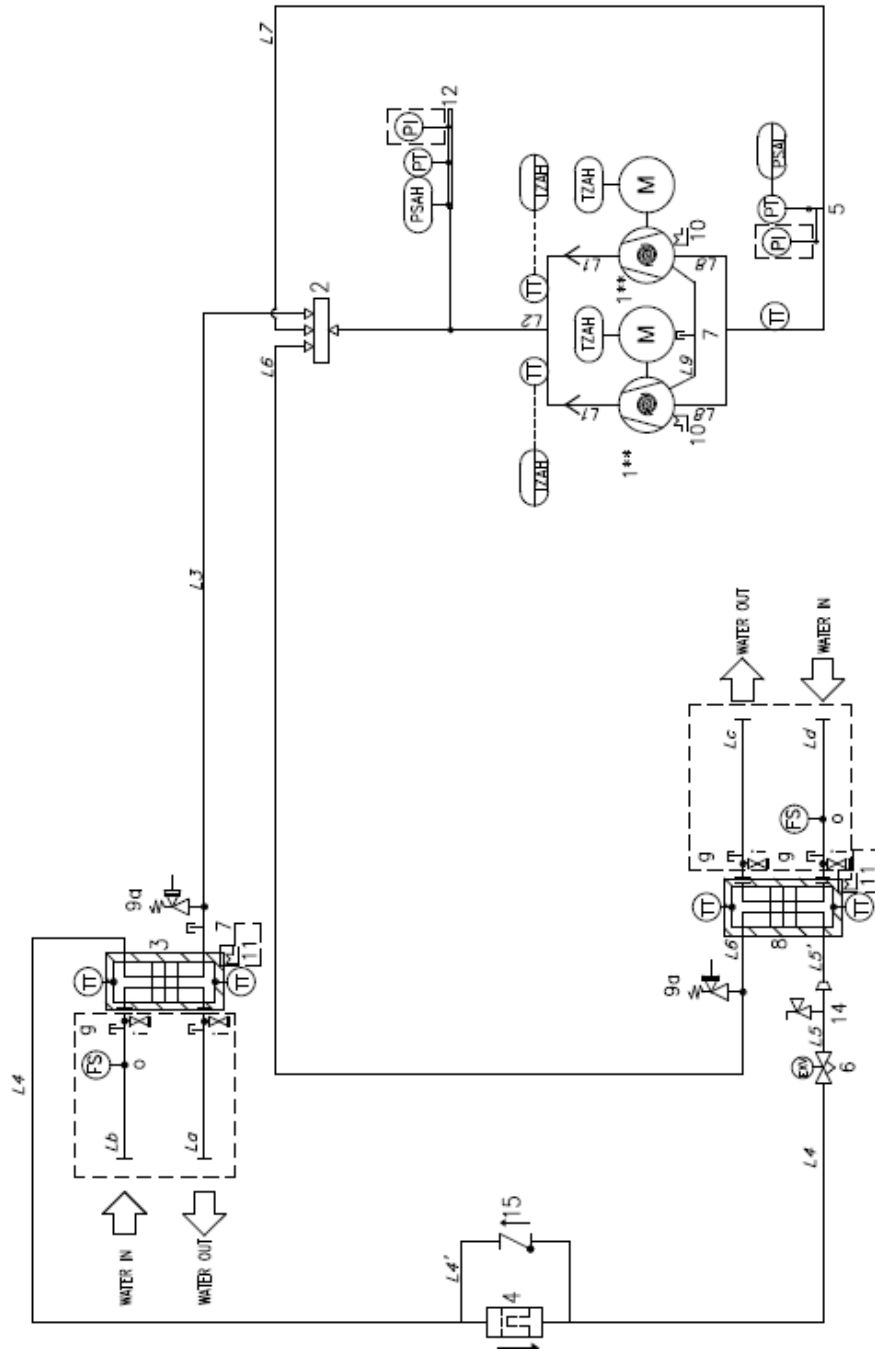 L7
L4
12
PI
PT
PSAH
L6
2
9a
TZAH
TT
L2
TT
TZAH
TZAH
M
TZAH
M
L1
L1
1**
1**
10
10
L9
7
L8
L8
TT
PI
PT
PSAL
5
L3
TT
3
7
11
TT
g
i
g
i
FS
o
Lb
La
WATER IN
WATER OUT
L4'
15
4
WATER OUT
WATER IN
Lc
Ld
FS
o
g
i
g
i
11
TT
8
TT
L6
L5'
9a
14
L5
EXV
6
L4